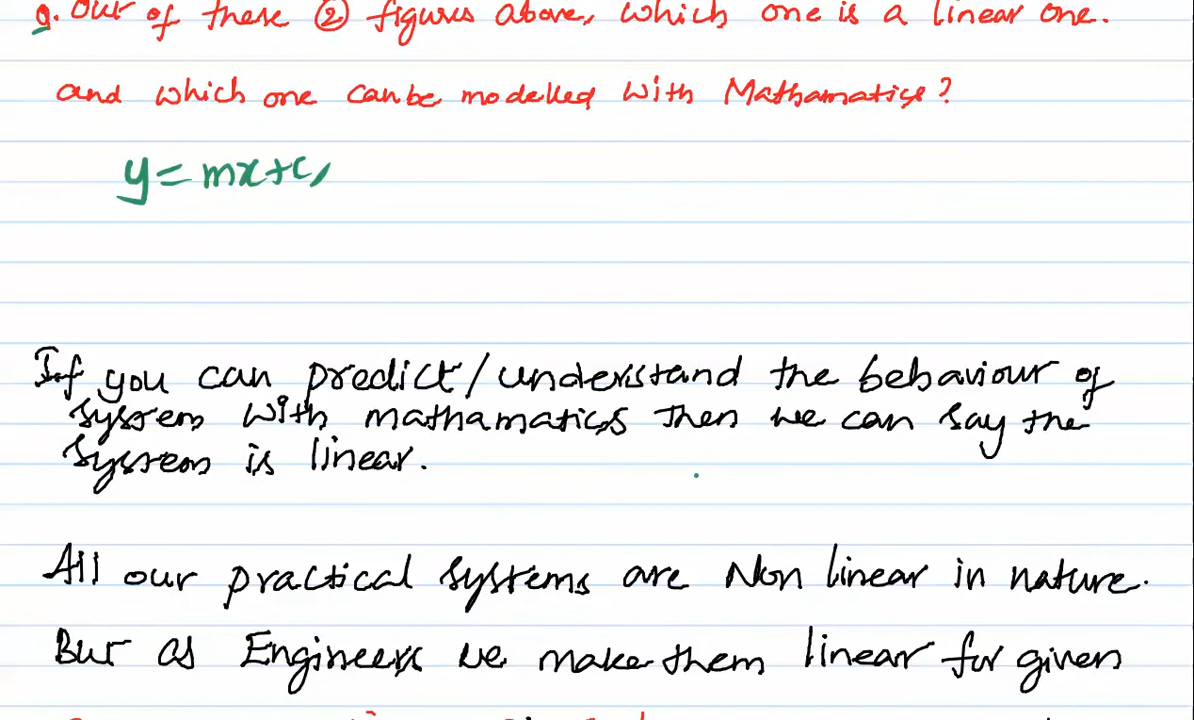 Q. Out of these ② figures above, which one is a linear one.
and which one can be modelled with Mathamatics?
y = mx+c,
If you can predict/understand the behaviour of
system with mathamatics then we can say the
system is linear.
All our practical systems are Non linear in nature.
But as Engineers we make them linear for given